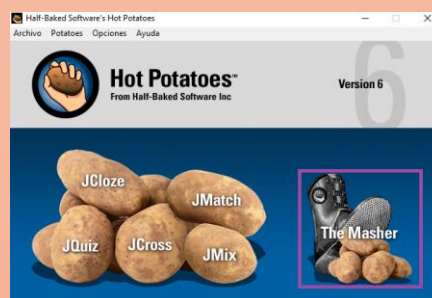 Half-Baked Software's Hot Potatoes
Archivo Potatoes Opciones Ayuda
6
Hot Potatoes™
From Half-Baked Software Inc
Version 6
JCloze
JMatch
The Masher
JQuiz
JCross
JMix